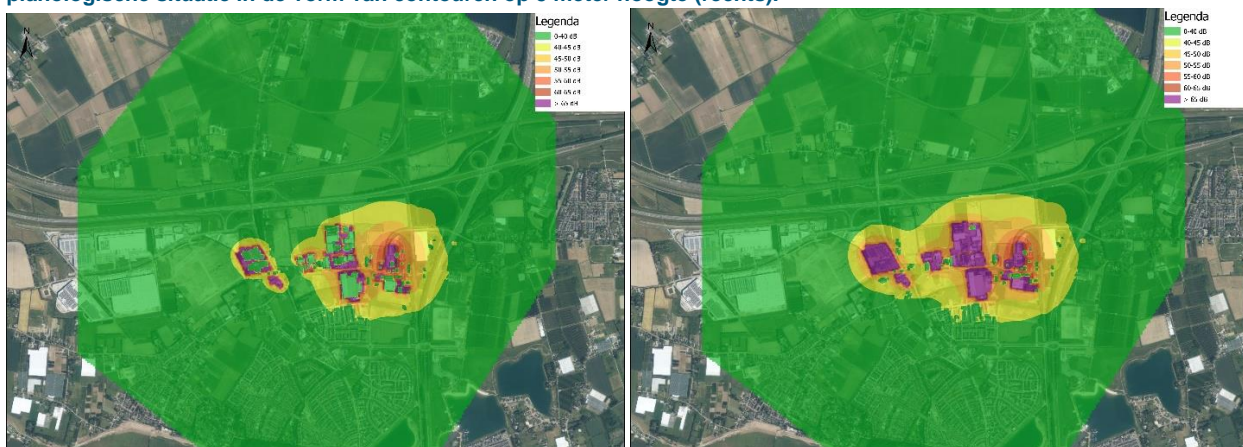 planologische situatie in de vorm van contouren op 5 meter hoogte (rechts).
N
Legenda
0-40 dB
40-45 dB
45-50 dB
50-55 dB
55-60 dB
60-65 dB
> 65 dB
N
Legenda
0-40 dB
40-45 dB
45-50 dB
50-55 dB
55-60 dB
60-65 dB
> 65 dB